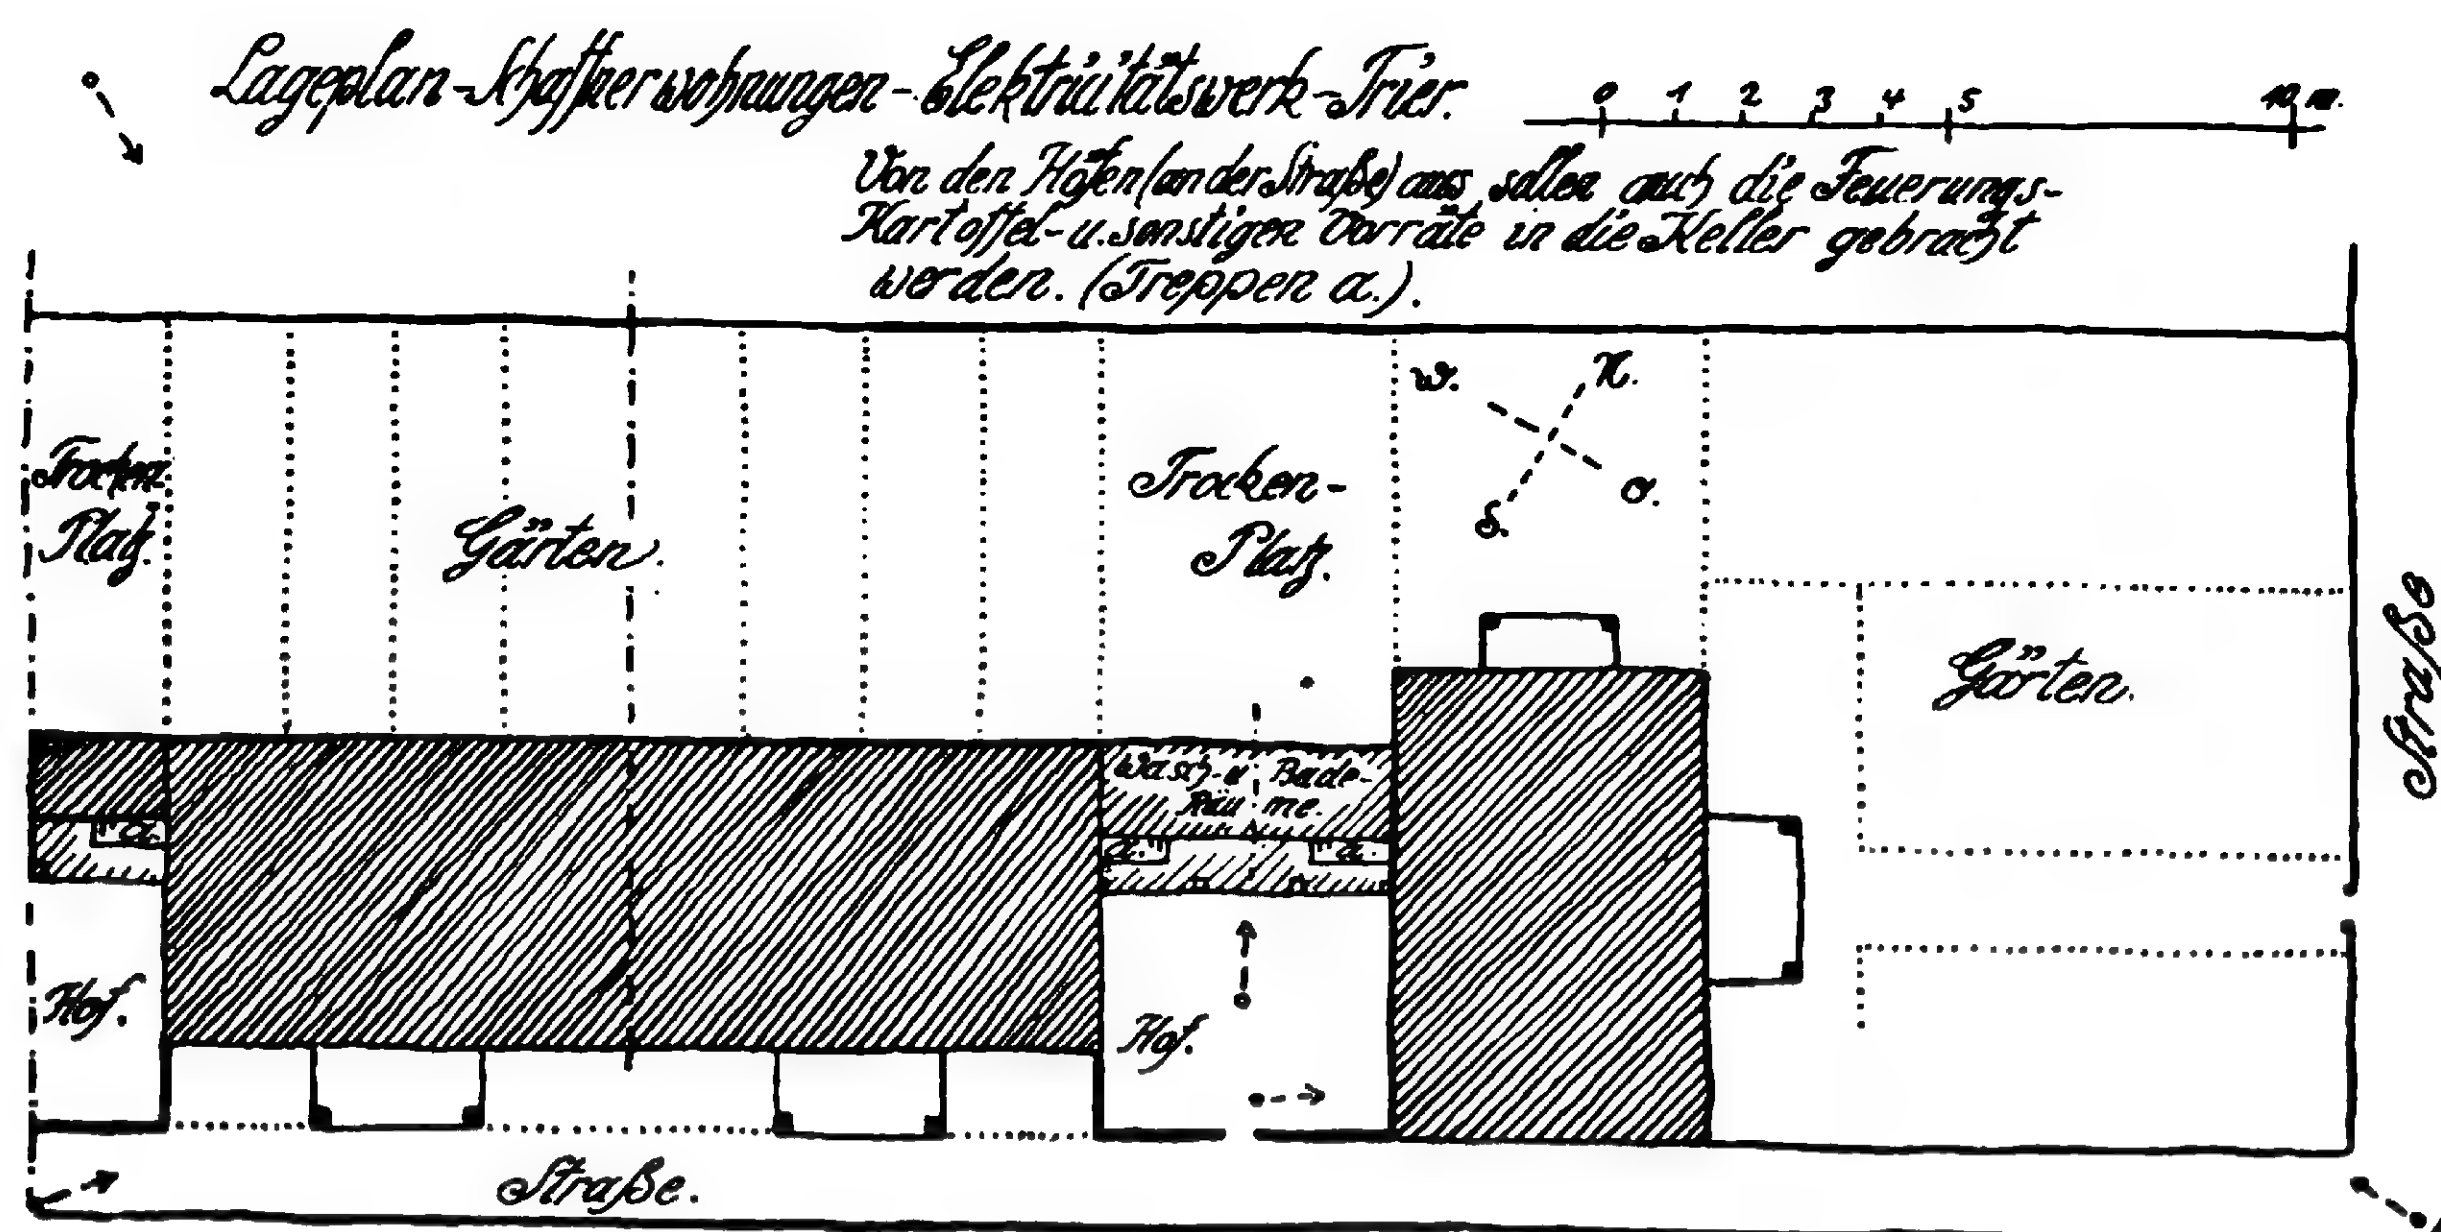 Lageplan-Schaffnerwohnungen-Elektricitätswerk-Trier.
0 1 2 3 4 5 10 m.
Von den Höfen (an der Straße) aus sollen auch die Feuerungs-
Kartoffel- u. sonstigen Vorräte in die Keller gebracht
werden. (Treppen a.).
W. N.
S. O.
Trocken-
Platz.
Gärten.
Trocken-
Platz.
Gärten.
Straße
Wasch- u. Bade-
Räume.
a.
a.
a.
Hof.
Hof.
Straße.